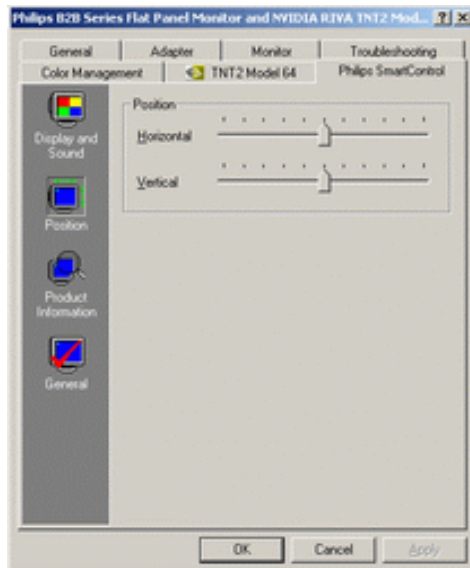 Philips B2B Series Flat Panel Monitor and NVIDIA RIVA TNT2 Mod...
General Adapter Monitor Troubleshooting
Color Management TNT2 Model 64 Philips SmartControl
Display and Sound
Position
Product Information
General
Position
Horizontal
Vertical
OK Cancel Apply